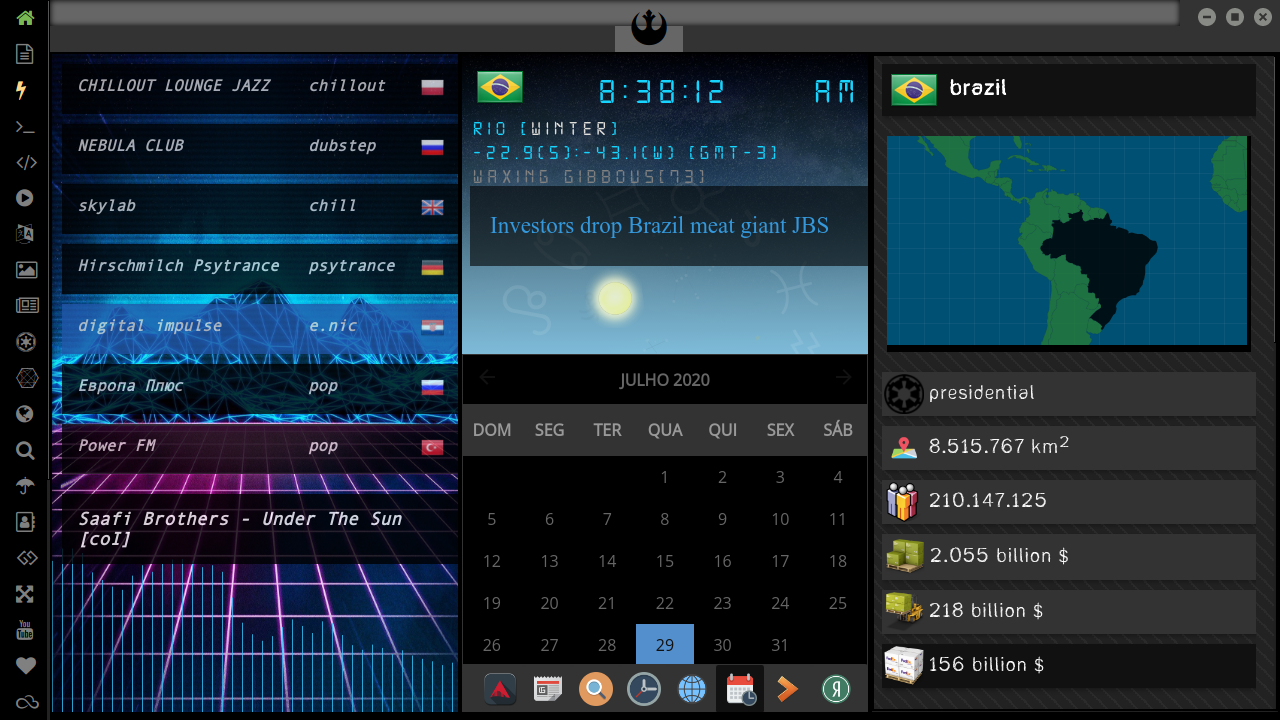 CHILLOUT LOUNGE JAZZ chillout
NEBULA CLUB dubstep
skylab chill
Hirschmilch Psytrance psytrance
digital impulse e.nic
Европа Плюс pop
Power FM pop
Saafi Brothers - Under The Sun
[coI]
8:38:12 AM
RIO [WINTER]
-22.9(S):-43.1(W) [GMT-3]
WAXING GIBBOUS[73]
Investors drop Brazil meat giant JBS
JULHO 2020
DOM SEG TER QUA QUI SEX SÁB
1 2 3 4
5 6 7 8 9 10 11
12 13 14 15 16 17 18
19 20 21 22 23 24 25
26 27 28 29 30 31
brazil
presidential
8.515.767 km²
210.147.125
2.055 billion $
218 billion $
156 billion $
You
Tube
Я